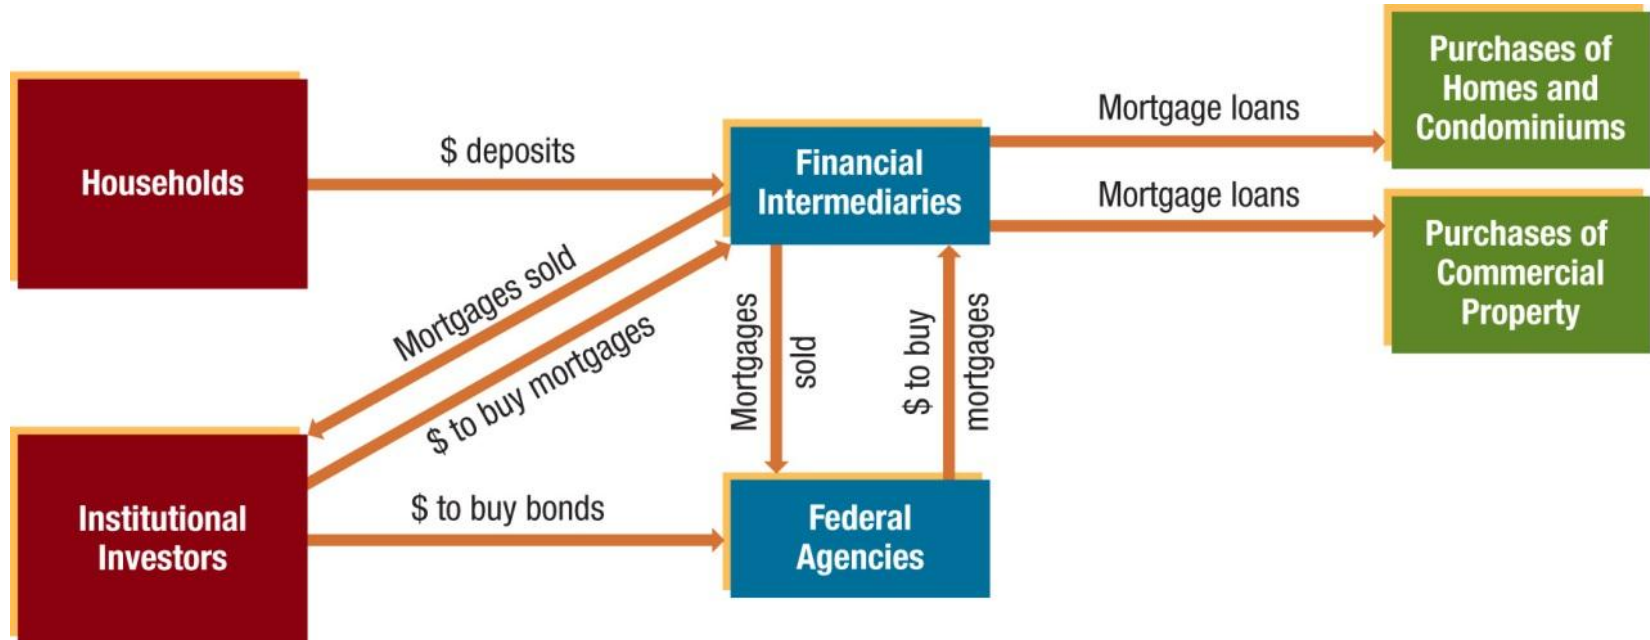 Households
$ deposits
Financial
Intermediaries
Mortgage loans
Purchases of
Homes and
Condominiums
Mortgage loans
Purchases of
Commercial
Property
Mortgages sold
$ to buy mortgages
Mortgages
sold
$ to buy
mortgages
Institutional
Investors
$ to buy bonds
Federal
Agencies